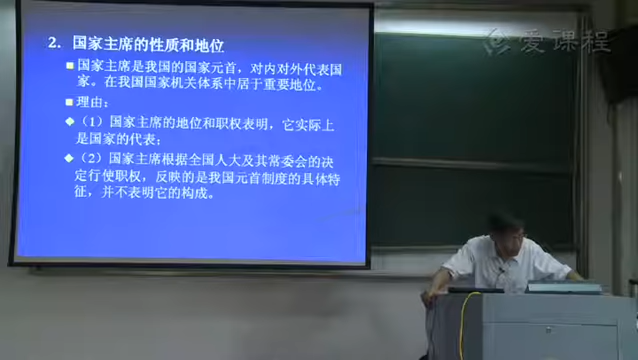 爱课程
2. 国家主席的性质和地位
■国家主席是我国的国家元首，对内对外代表国
家。在我国国家机关体系中居于重要地位。
■理由：
◆（1）国家主席的地位和职权表明，它实际上
是国家的代表；
◆（2）国家主席根据全国人大及其常委会的决
定行使职权，反映的是我国元首制度的具体特
征，并不表明它的构成。